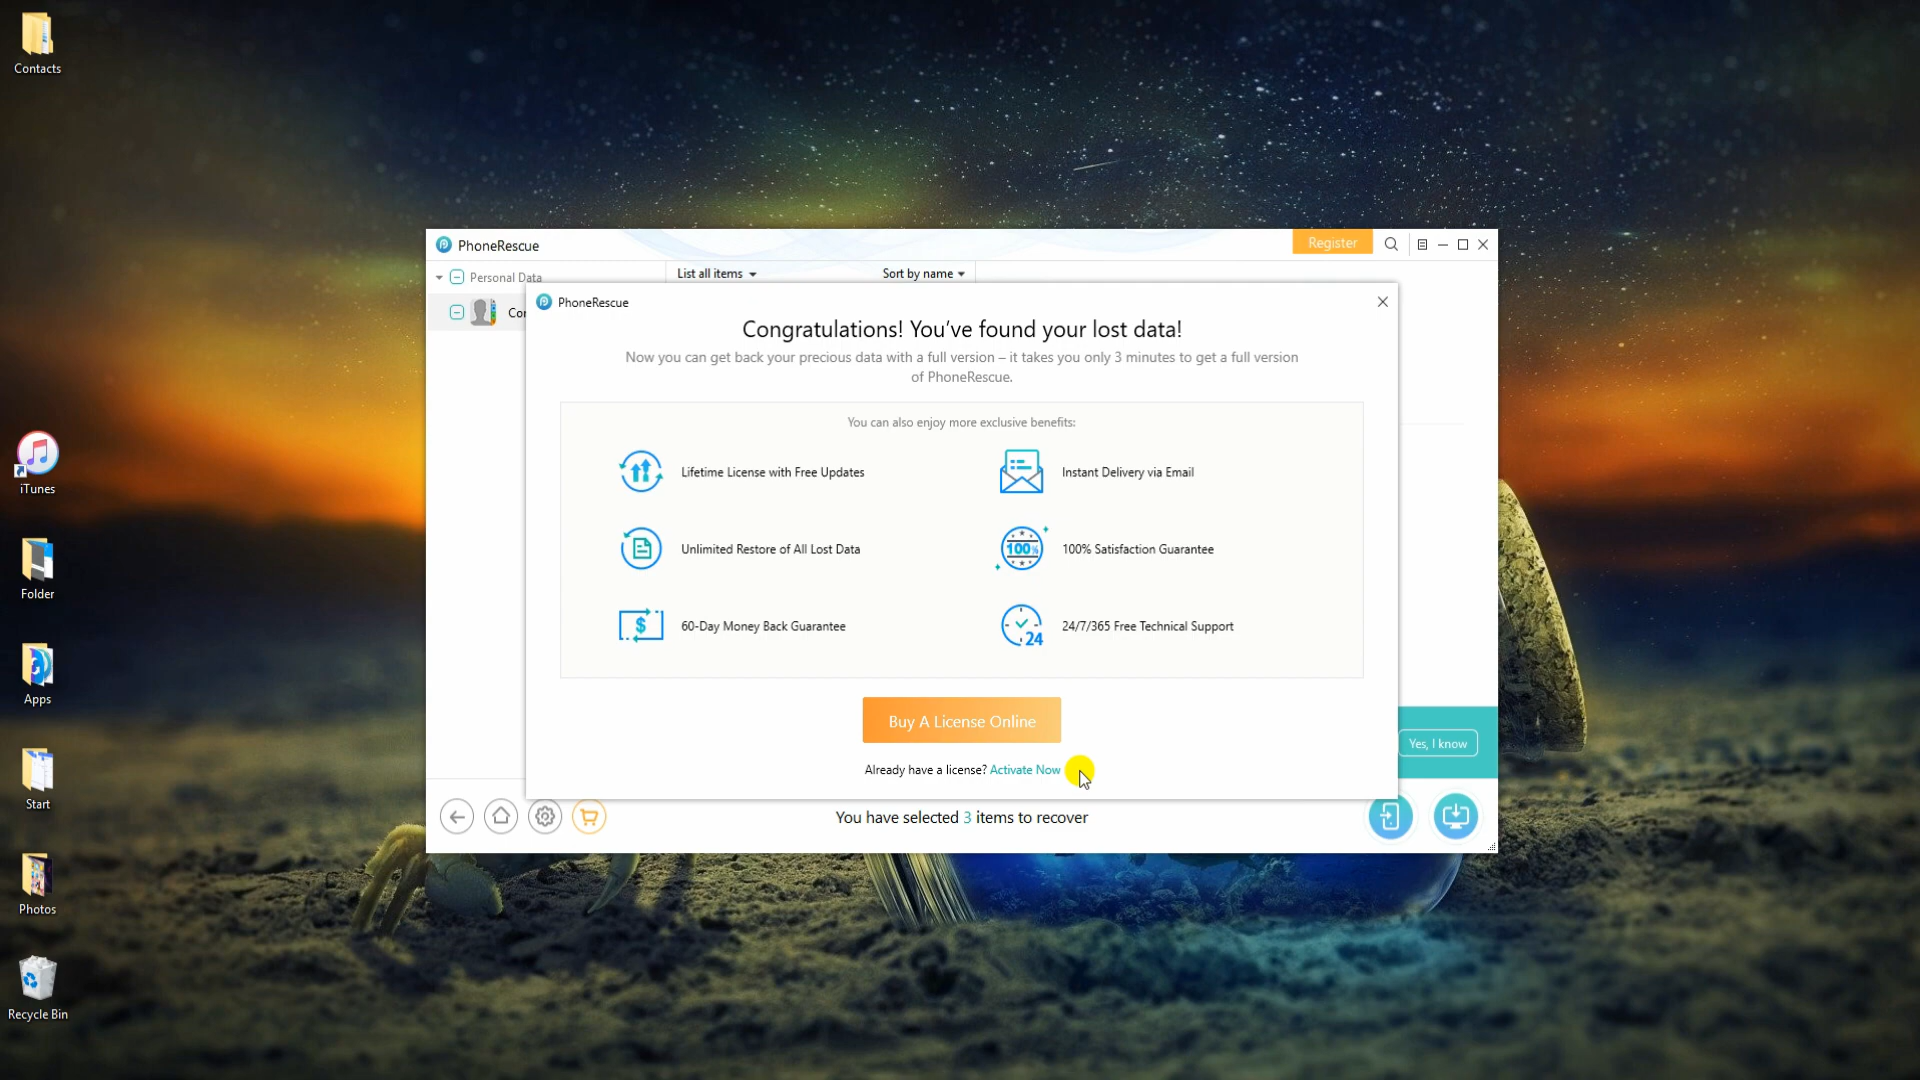 Contacts
iTunes
Folder
Apps
Start
Photos
Recycle Bin
PhoneRescue
Register
Personal Data
List all items
Sort by name
PhoneRescue
Congratulations! You've found your lost data!
Now you can get back your precious data with a full version – it takes you only 3 minutes to get a full version
of PhoneRescue.
You can also enjoy more exclusive benefits:
Lifetime License with Free Updates
Instant Delivery via Email
Unlimited Restore of All Lost Data
100%
100% Satisfaction Guarantee
$
60-Day Money Back Guarantee
24
24/7/365 Free Technical Support
Buy A License Online
Already have a license? Activate Now
Yes, I know
You have selected 3 items to recover